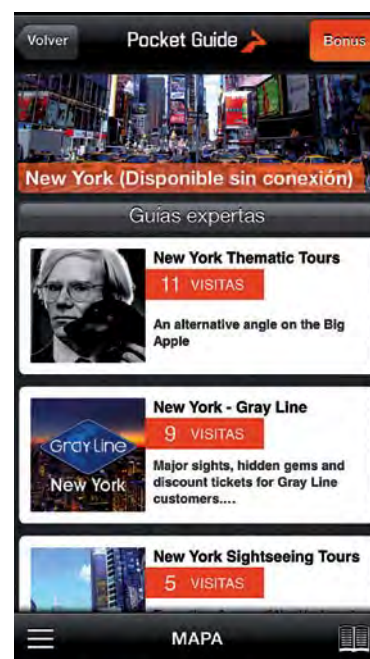 Volver
Pocket Guide
Bonus
New York (Disponible sin conexión)
Guías expertas
New York Thematic Tours
11 VISITAS
An alternative angle on the Big
Apple
New York - Gray Line
9 VISITAS
Gray Line
New York
Major sights, hidden gems and
discount tickets for Gray Line
customers....
New York Sightseeing Tours
5 VISITAS
MAPA